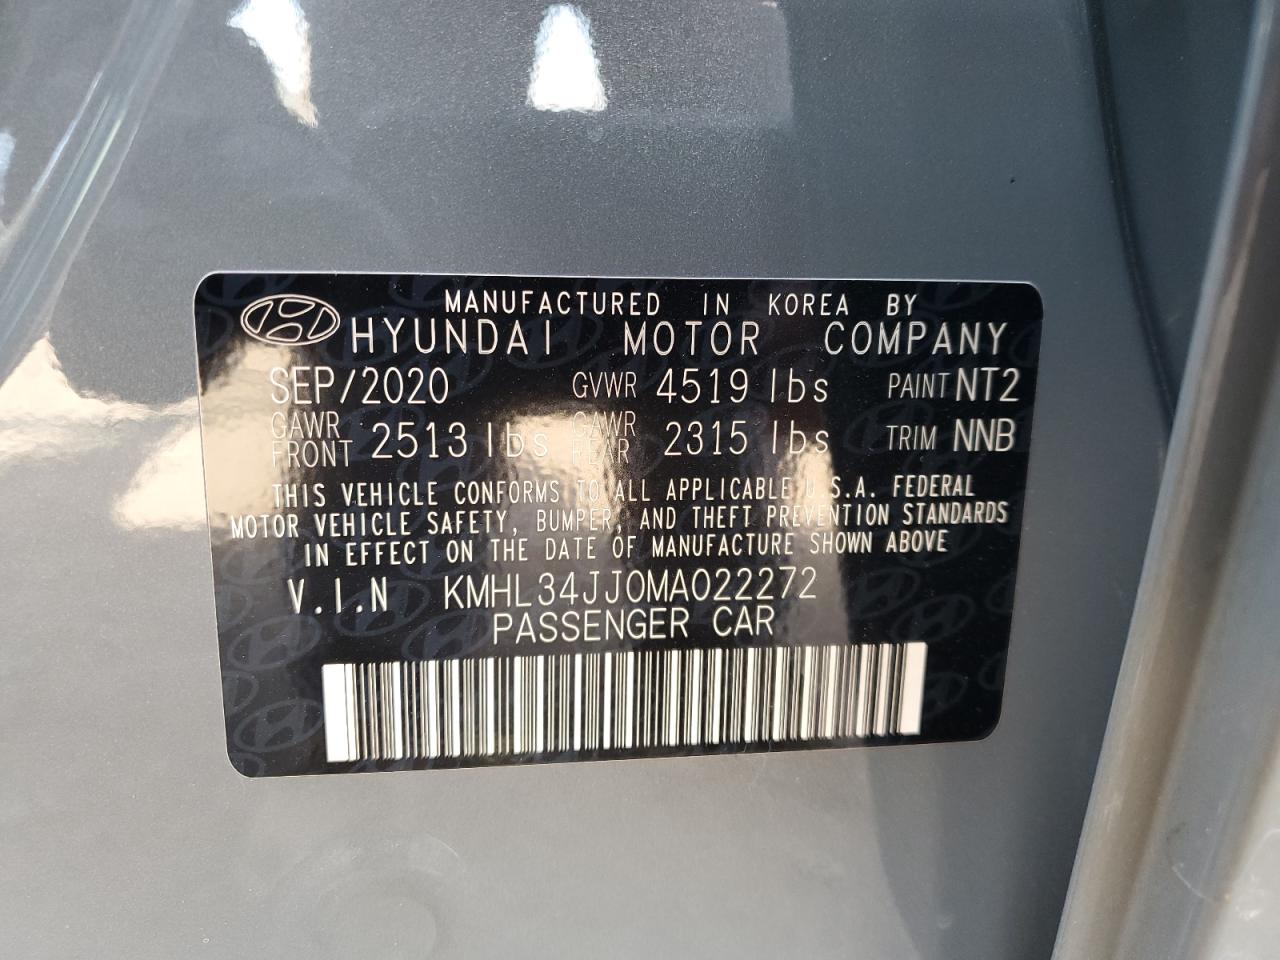 MANUFACTURED IN KOREA BY
HYUNDAI MOTOR COMPANY
SEP/2020 GVWR 4519 lbs PAINT NT2
GAWR FRONT 2513 lbs GAWR REAR 2315 lbs TRIM NNB
THIS VEHICLE CONFORMS TO ALL APPLICABLE U.S.A. FEDERAL
MOTOR VEHICLE SAFETY, BUMPER, AND THEFT PREVENTION STANDARDS
IN EFFECT ON THE DATE OF MANUFACTURE SHOWN ABOVE
V.I.N KMHL34JJ0MA022272
PASSENGER CAR